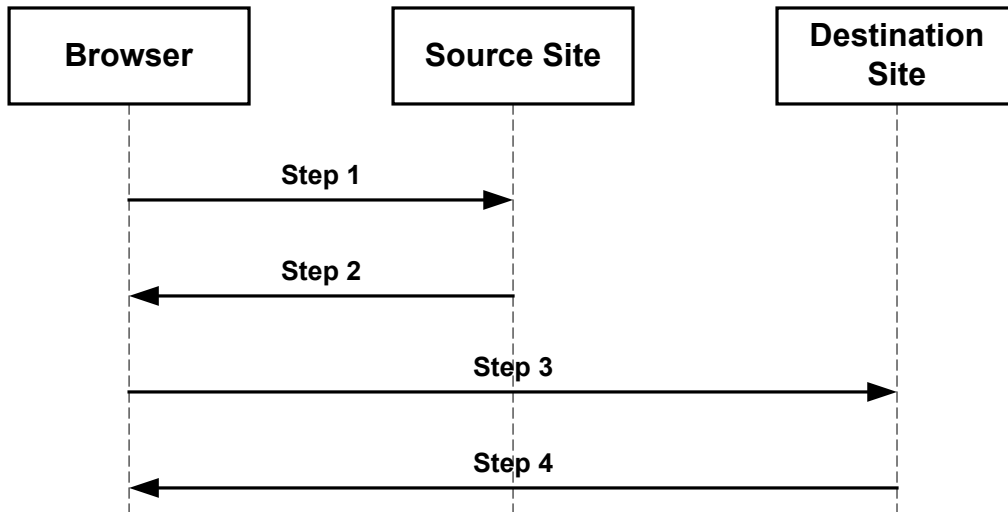 Browser
Source Site
Destination
Site
Step 1
Step 2
Step 3
Step 4